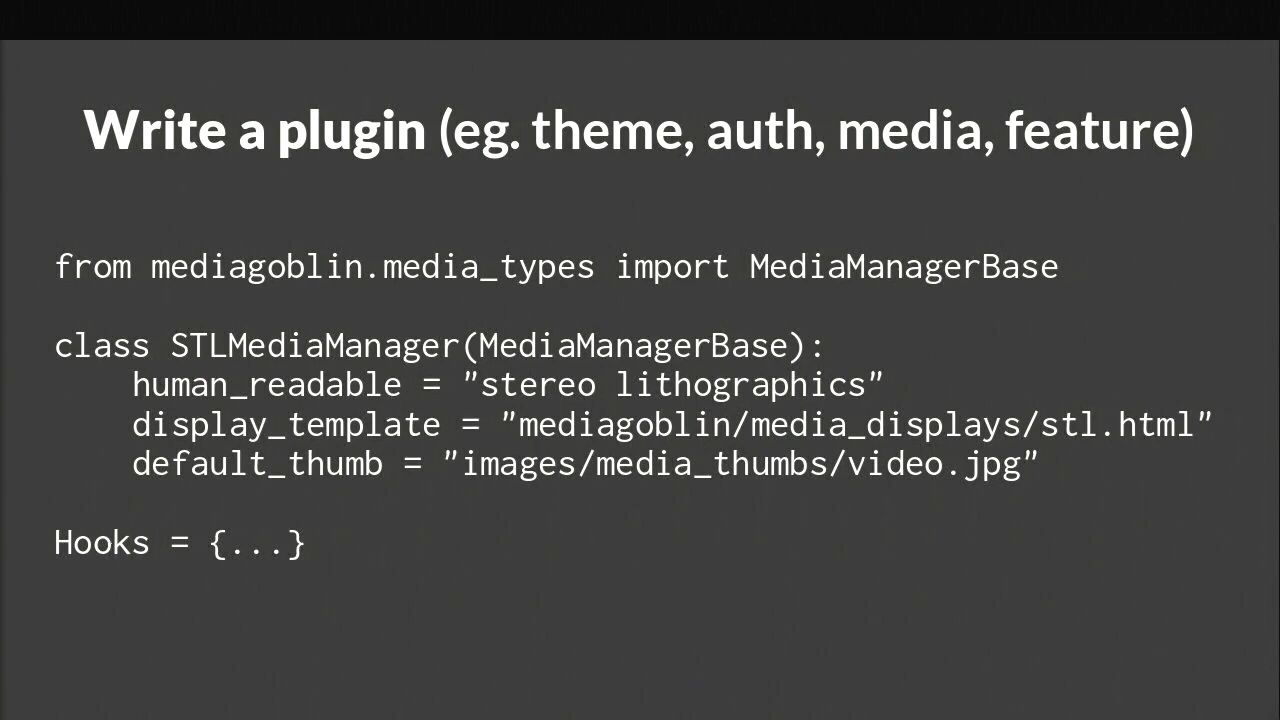 Write a plugin (eg. theme, auth, media, feature)
from mediagoblin.media_types import MediaManagerBase
class STLMediaManager(MediaManagerBase):
    human_readable = "stereo lithographics"
    display_template = "mediagoblin/media_displays/stl.html"
    default_thumb = "images/media_thumbs/video.jpg"
Hooks = {...}